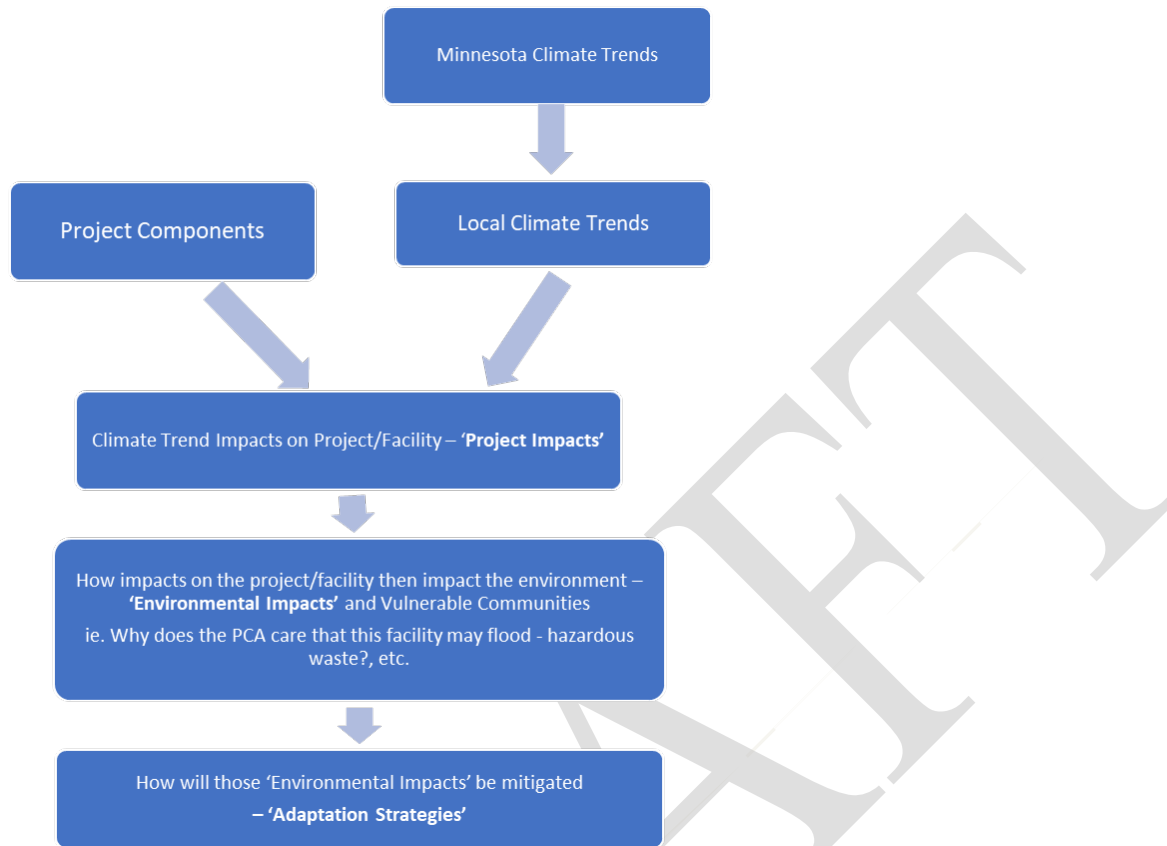 Minnesota Climate Trends
Project Components
Local Climate Trends
Climate Trend Impacts on Project/Facility – ‘Project Impacts’
How impacts on the project/facility then impact the environment –
‘Environmental Impacts’ and Vulnerable Communities
ie. Why does the PCA care that this facility may flood - hazardous
waste?, etc.
How will those ‘Environmental Impacts’ be mitigated
– ‘Adaptation Strategies’
AFT